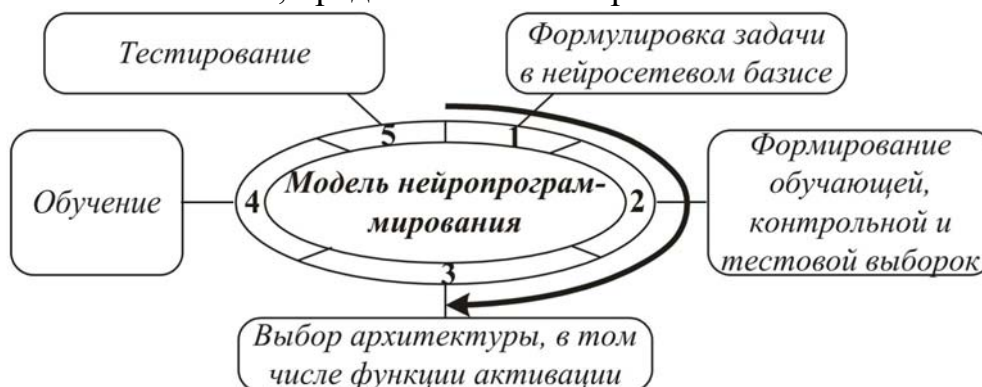 Тестирование
Формулировка задачи
в нейросетевом базисе
5
1
Обучение
4
Модель нейропрограм-
мирования
2
Формирование
обучающей,
контрольной и
тестовой выборок
3
Выбор архитектуры, в том
числе функции активации